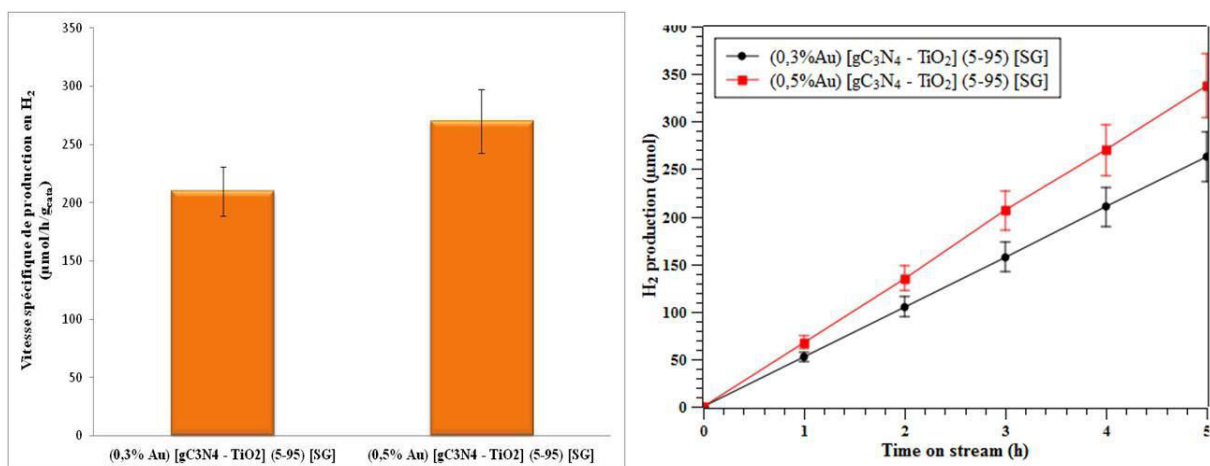 Vitesse spécifique de production en H2
(µmol/h/gcata)
350
300
250
200
150
100
50
0
(0,3% Au) [gC3N4 - TiO2] (5-95) [SG]
(0,5% Au) [gC3N4 - TiO2] (5-95) [SG]
H2 production (µmol)
400
350
300
250
200
150
100
50
0
(0,3%Au) [gC3N4 - TiO2] (5-95) [SG]
(0,5%Au) [gC3N4 - TiO2] (5-95) [SG]
0 1 2 3 4 5
Time on stream (h)